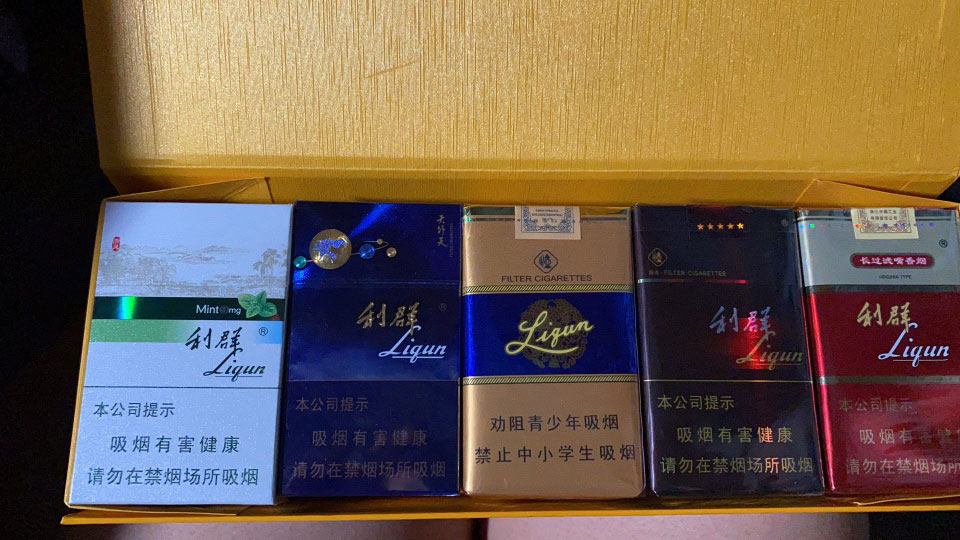 Mint
mg
利群
®
Liqun
本公司提示
吸烟有害健康
请勿在禁烟场所吸烟
天外天
利群
Liqun
本公司提示
吸烟有害健康
请勿在禁烟场所吸烟
FILTER CIGARETTES
Liqun
劝阻青少年吸烟
禁止中小学生吸烟
FILTER CIGARETTES
利群
Liqun
本公司提示
吸烟有害健康
请勿在禁烟场所吸烟
®
长过滤嘴香烟
VIRGINIA TYPE
利群
Liqun
本公司提示
吸烟有害健康
请勿在禁烟场所吸